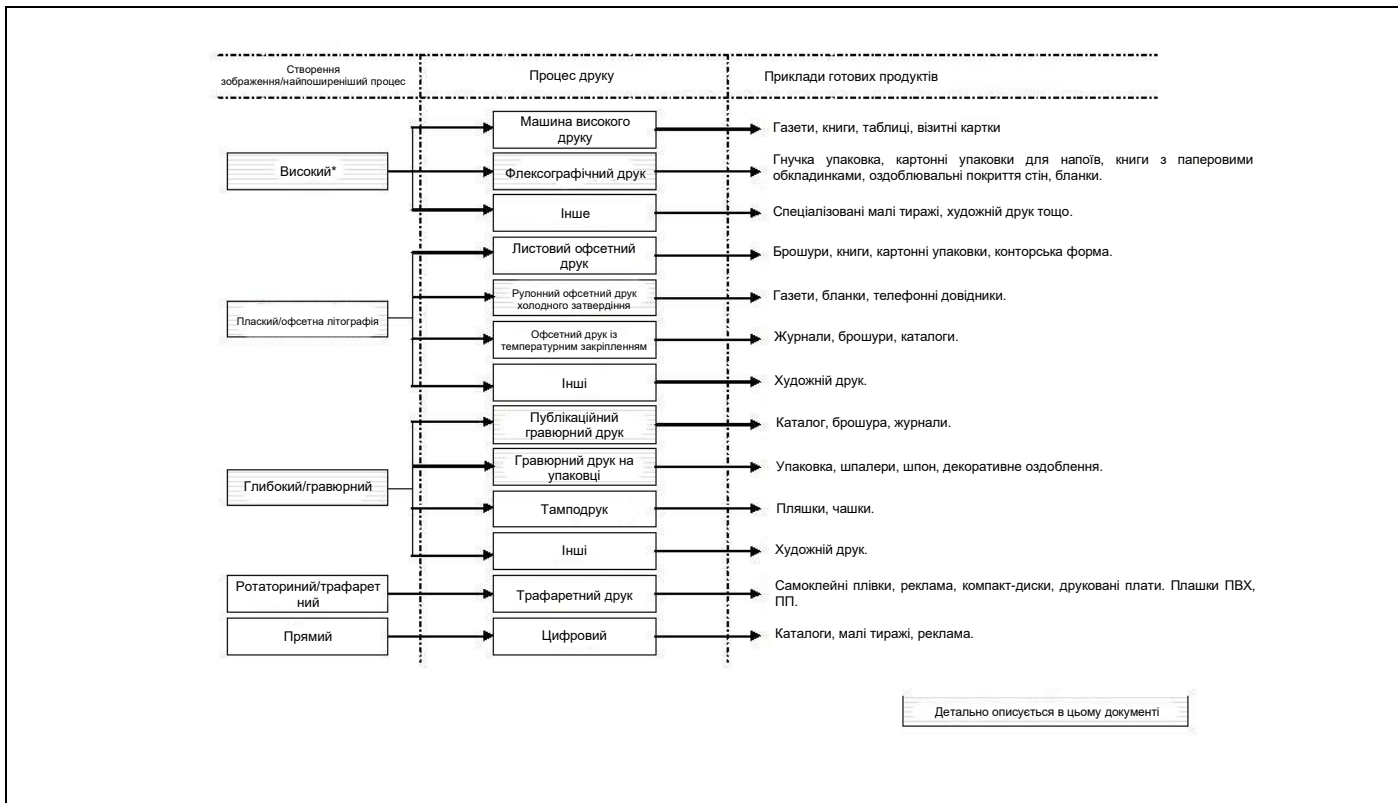 Створення
зображення/найпоширеніший процес
Процес друку
Приклади готових продуктів
Високий*
Машина високого
друку
Газети, книги, таблиці, візитні картки
Флексографічний друк
Гнучка упаковка, картонні упаковки для напоїв, книги з паперовими
обкладинками, оздоблювальні покриття стін, бланки.
Інше
Спеціалізовані малі тиражі, художній друк тощо.
Плаский/офсетна літографія
Листовий офсетний
друк
Брошури, книги, картонні упаковки, конторська форма.
Рулонний офсетний друк
холодного затвердіння
Газети, бланки, телефонні довідники.
Офсетний друк із
температурним закріпленням
Журнали, брошури, каталоги.
Інші
Художній друк.
Глибокий/гравюрний
Публікаційний
гравюрний друк
Каталог, брошура, журнали.
Гравюрний друк на
упаковці
Упаковка, шпалери, шпон, декоративне оздоблення.
Тамподрук
Пляшки, чашки.
Інші
Художній друк.
Ротаториний/трафарет
ний
Трафаретний друк
Самоклейні плівки, реклама, компакт-диски, друковані плати. Плашки ПВХ,
ПП.
Прямий
Цифровий
Каталоги, малі тиражі, реклама.
Детально описується в цьому документі